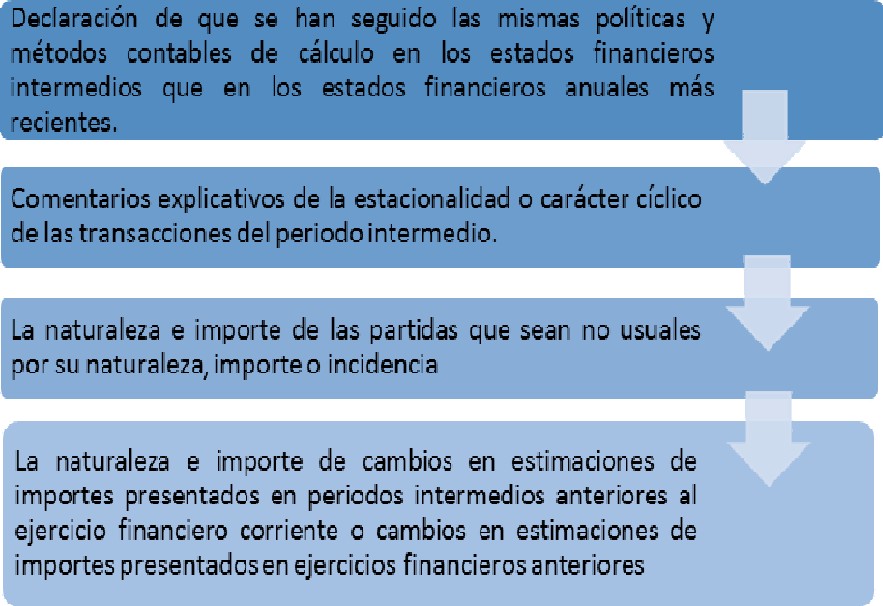 Declaración de que se han seguido las mismas políticas y
métodos contables de cálculo en los estados financieros
intermedios que en los estados financieros anuales más
recientes.
Comentarios explicativos de la estacionalidad o carácter cíclico
de las transacciones del periodo intermedio.
La naturaleza e importe de las partidas que sean no usuales
por su naturaleza, importe o incidencia
La naturaleza e importe de cambios en estimaciones de
importes presentados en periodos intermedios anteriores al
ejercicio financiero corriente o cambios en estimaciones de
importes presentados en ejercicios financieros anteriores